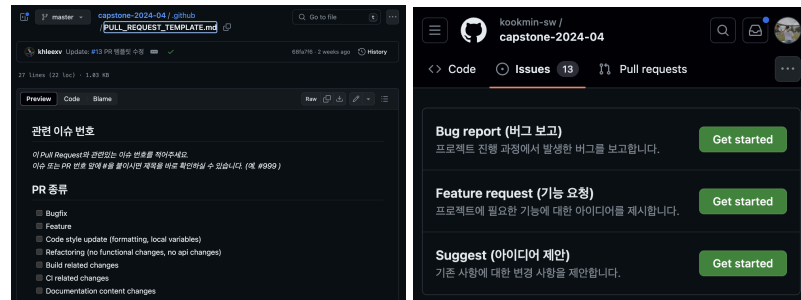 master
capstone-2024-04 / .github
/ PULL_REQUEST_TEMPLATE.md
Go to file
t
khleexv Update: #13 PR 템플릿 수정
68fa7f6 · 2 weeks ago
History
27 lines (22 loc) · 1.03 KB
Preview
Code
Blame
Raw
관련 이슈 번호
이 Pull Request와 관련있는 이슈 번호를 적어주세요.
이슈 또는 PR 번호 앞에 #을 붙이시면 제목을 바로 확인하실 수 있습니다. (예. #999 )
PR 종류
Bugfix
Feature
Code style update (formatting, local variables)
Refactoring (no functional changes, no api changes)
Build related changes
CI related changes
Documentation content changes
kookmin-sw /
capstone-2024-04
Code
Issues 13
Pull requests
Bug report (버그 보고)
프로젝트 진행 과정에서 발생한 버그를 보고합니다.
Get started
Feature request (기능 요청)
프로젝트에 필요한 기능에 대한 아이디어를 제시합니다.
Get started
Suggest (아이디어 제안)
기존 사항에 대한 변경 사항을 제안합니다.
Get started